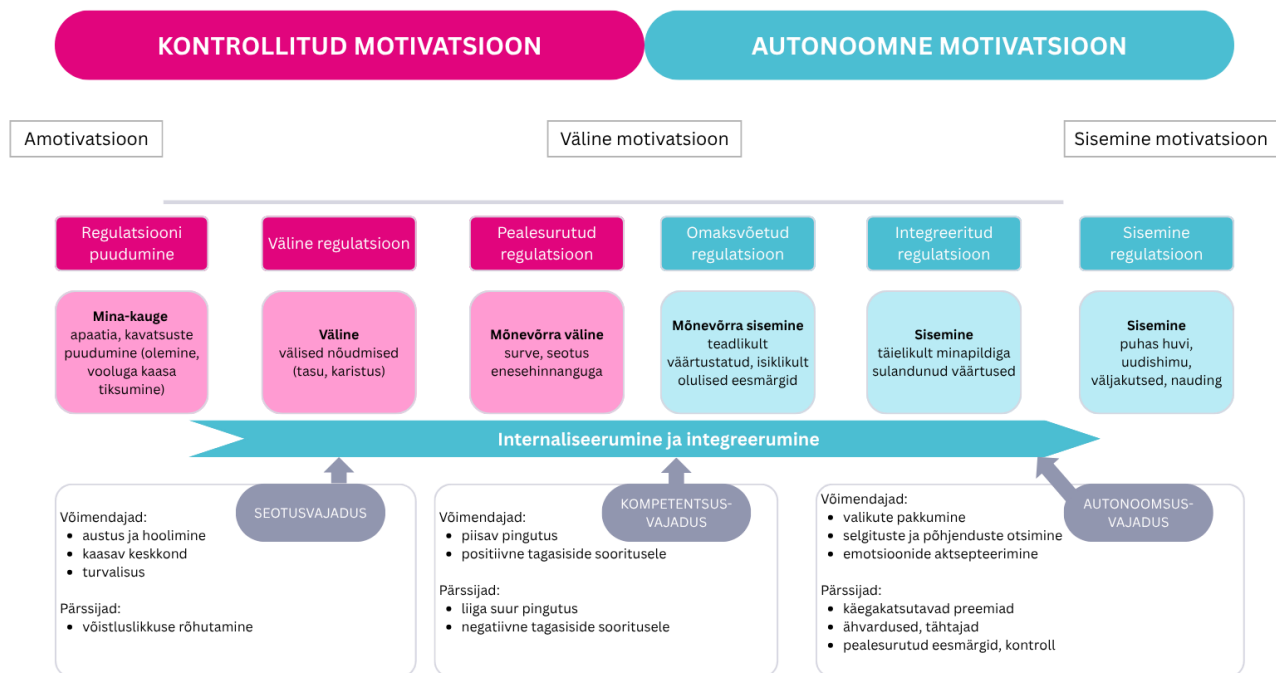 KONTROLLITUD MOTIVATSIOON
AUTONOOMNE MOTIVATSIOON
Amotivatsioon
Väline motivatsioon
Sisemine motivatsioon
Regulatsiooni
puudumine
Väline regulatsioon
Pealesurutud
regulatsioon
Omaksvõetud
regulatsioon
Integreeritud
regulatsioon
Sisemine
regulatsioon
Mina-kauge
apaatia, kavatsuste
puudumine (olemine,
vooluga kaasa
tiksumine)
Väline
välised nõudmised
(tasu, karistus)
Mõnevõrra väline
surve, seotus
enesehinnanguga
Mõnevõrra sisemine
teadlikult
väärtustatud, isiklikult
olulised eesmärgid
Sisemine
täielikult minapildiga
sulandunud väärtused
Sisemine
puhas huvi,
uudishimu,
väljakutsed, nauding
Internaliseerumine ja integreerumine
SEOTUSVAJADUS
Võimendajad:
• austus ja hoolimine
• kaasav keskkond
• turvalisus
Pärssijad:
• võistluslikkuse rõhutamine
KOMPETENTSUS-
VAJADUS
Võimendajad:
• piisav pingutus
• positiivne tagasiside sooritusele
Pärssijad:
• liiga suur pingutus
• negatiivne tagasiside sooritusele
AUTONOOMSUS-
VAJADUS
Võimendajad:
• valikute pakkumine
• selgituste ja põhjenduste otsimine
• emotsioonide aktsepteerimine
Pärssijad:
• käegakatsutavad preemiad
• ähvardused, tähtajad
• pealesurutud eesmärgid, kontroll